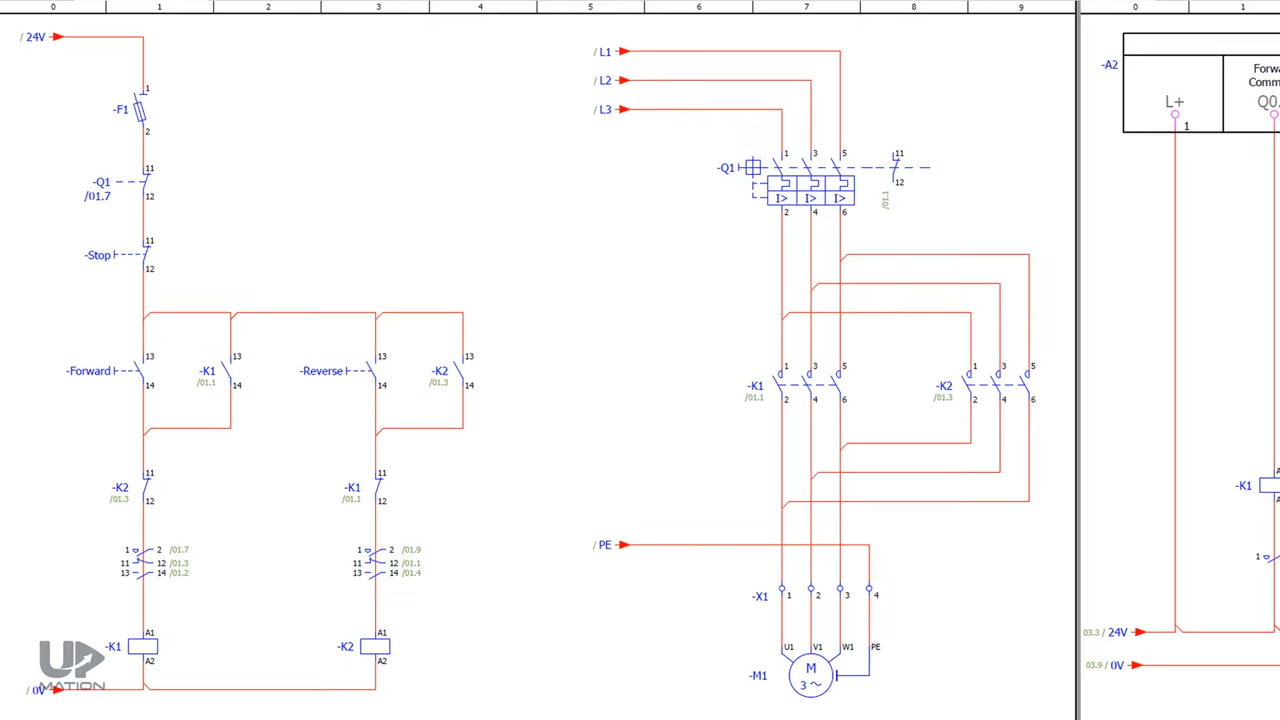 0 1 2 3 4 5 6 7 8 9 0 1
/ 24V
1
-F1
2
11
-Q1
/01.7
12
11
-Stop
12
13 13 13 13
-Forward -K1 -Reverse -K2
/01.1 /01.3
14 14 14 14
11 11
-K2 -K1
/01.3 /01.1
12 12
1 2 /01.7 1 2 /01.9
11 12 /01.3 11 12 /01.1
13 14 /01.2 13 14 /01.4
A1 A1
-K1 -K2
A2 A2
/ 0V
UP
MATION
/ L1
/ L2
/ L3
1 3 5 11
-Q1
12
I> I> I>
/01.1
2 4 6
1 3 5 1 3 5
-K1 -K2
/01.1 /01.3
2 4 6 2 4 6
/ PE
-X1 1 2 3 4
U1 V1 W1 PE
-M1
M
3 ~
-A2
Forwa
Comm
L+ Q0.
1
A
-K1
A
1
03.3 / 24V
03.9 / 0V